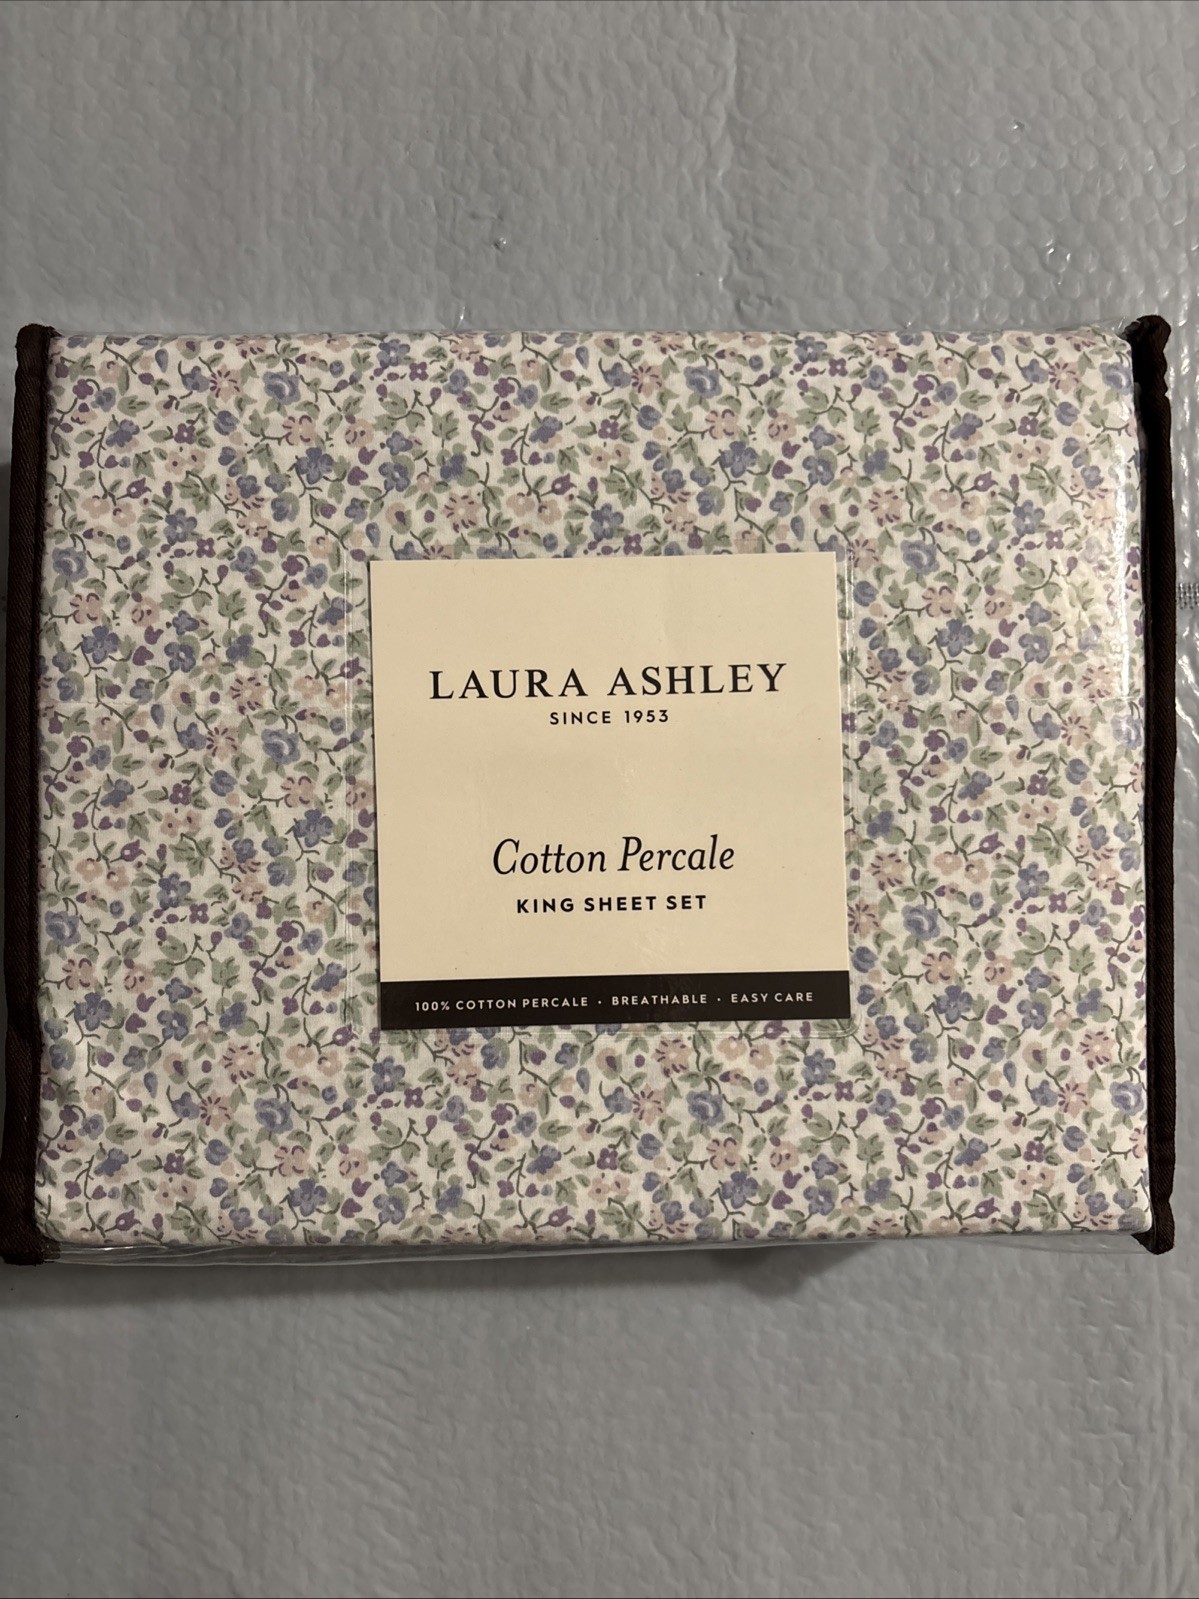 LAURA ASHLEY
SINCE 1953
Cotton Percale
KING SHEET SET
100% COTTON PERCALE · BREATHABLE · EASY CARE